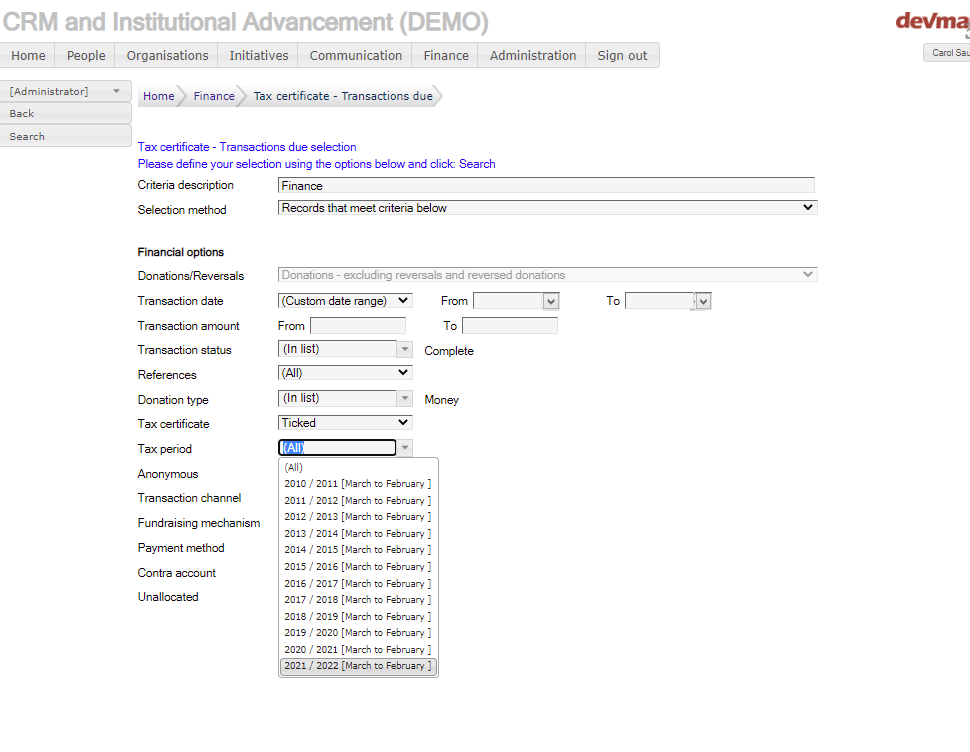 CRM and Institutional Advancement (DEMO)
devma
Home People Organisations Initiatives Communication Finance Administration Sign out
Carol Sau
[Administrator]
Back
Search
Home Finance Tax certificate - Transactions due
Tax certificate - Transactions due selection
Please define your selection using the options below and click: Search
Criteria description Finance
Selection method Records that meet criteria below
Financial options
Donations/Reversals Donations - excluding reversals and reversed donations
Transaction date (Custom date range) From To
Transaction amount From To
Transaction status (In list) Complete
References (All)
Donation type (In list) Money
Tax certificate Ticked
Tax period (All)
Anonymous
Transaction channel
Fundraising mechanism
Payment method
Contra account
Unallocated
(All)
2010 / 2011 [March to February ]
2011 / 2012 [March to February ]
2012 / 2013 [March to February ]
2013 / 2014 [March to February ]
2014 / 2015 [March to February ]
2015 / 2016 [March to February ]
2016 / 2017 [March to February ]
2017 / 2018 [March to February ]
2018 / 2019 [March to February ]
2019 / 2020 [March to February ]
2020 / 2021 [March to February ]
2021 / 2022 [March to February ]